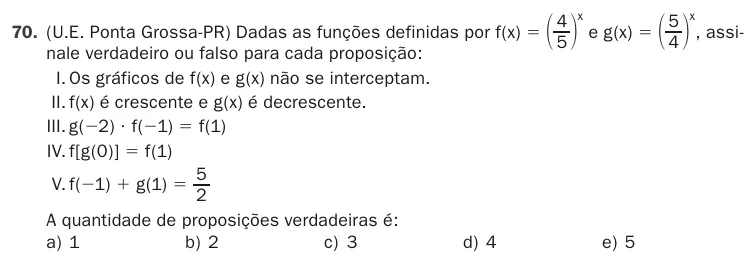 70. (U.E. Ponta Grossa-PR) Dadas as funções definidas por f(x) = (4/5)^x e g(x) = (5/4)^x, assi-
nale verdadeiro ou falso para cada proposição:
I. Os gráficos de f(x) e g(x) não se interceptam.
II. f(x) é crescente e g(x) é decrescente.
III. g(−2) · f(−1) = f(1)
IV. f[g(0)] = f(1)
V. f(−1) + g(1) = 5/2
A quantidade de proposições verdadeiras é:
a) 1 b) 2 c) 3 d) 4 e) 5